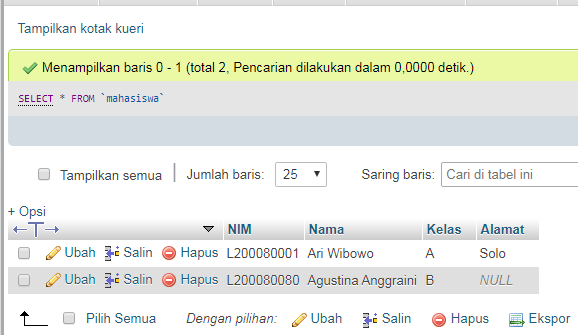 Tampilkan kotak kueri
Menampilkan baris 0 - 1 (total 2, Pencarian dilakukan dalam 0,0000 detik.)
SELECT * FROM `mahasiswa`
Tampilkan semua | Jumlah baris: 25 Saring baris: Cari di tabel ini
+ Opsi
NIM Nama Kelas Alamat
Ubah Salin Hapus L200080001 Ari Wibowo A Solo
Ubah Salin Hapus L200080080 Agustina Anggraini B NULL
Pilih Semua Dengan pilihan: Ubah Salin Hapus Ekspor